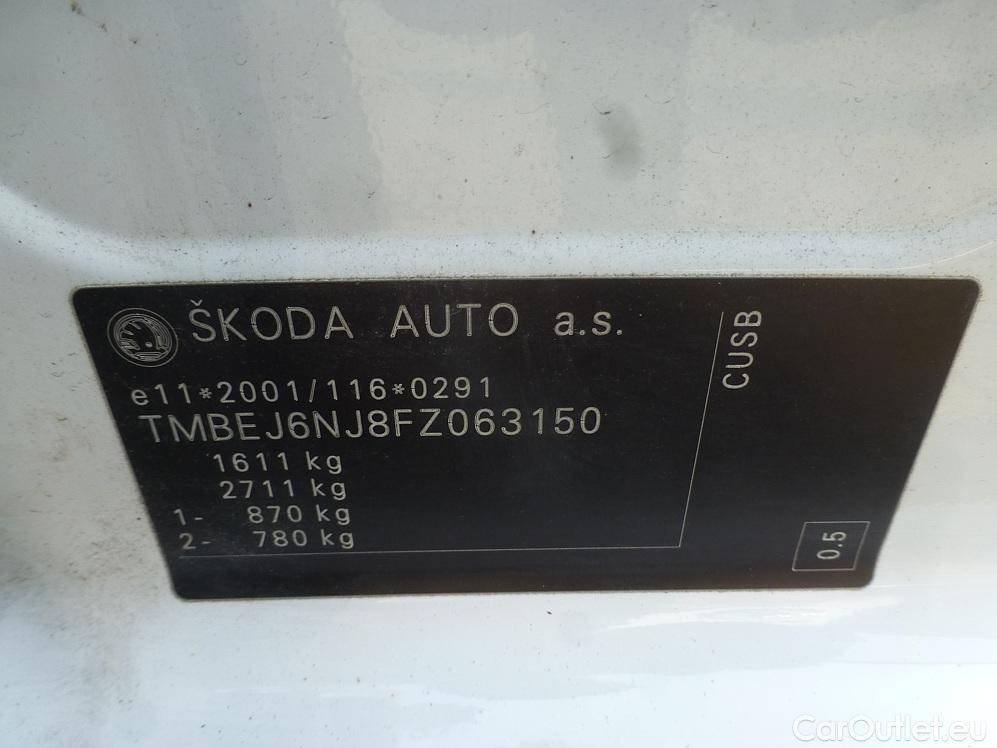 ŠKODA AUTO a.s.
e11*2001/116*0291
TMBEJ6NJ8FZ063150
1611 kg
2711 kg
1- 870 kg
2- 780 kg
CUSB
0.5
CarOutlet.eu